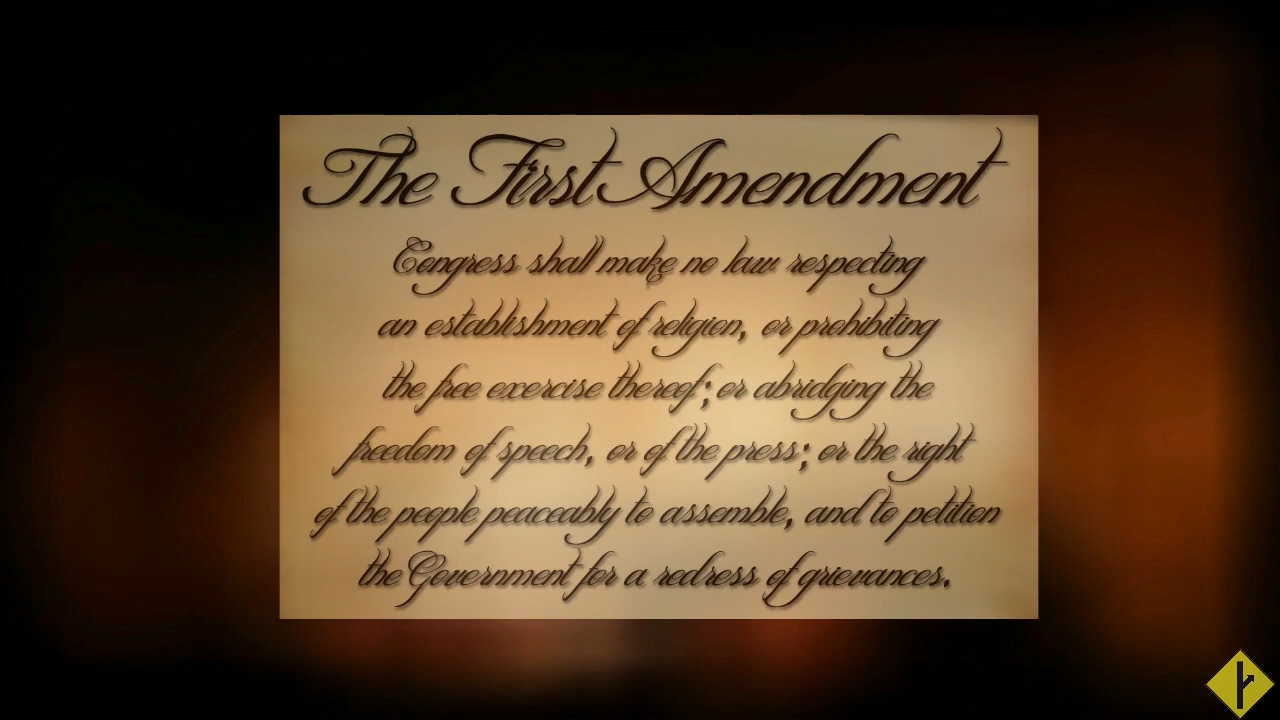 The First Amendment
Congress shall make no law respecting
an establishment of religion, or prohibiting
the free exercise thereof; or abridging the
freedom of speech, or of the press; or the right
of the people peaceably to assemble, and to petition
the Government for a redress of grievances.